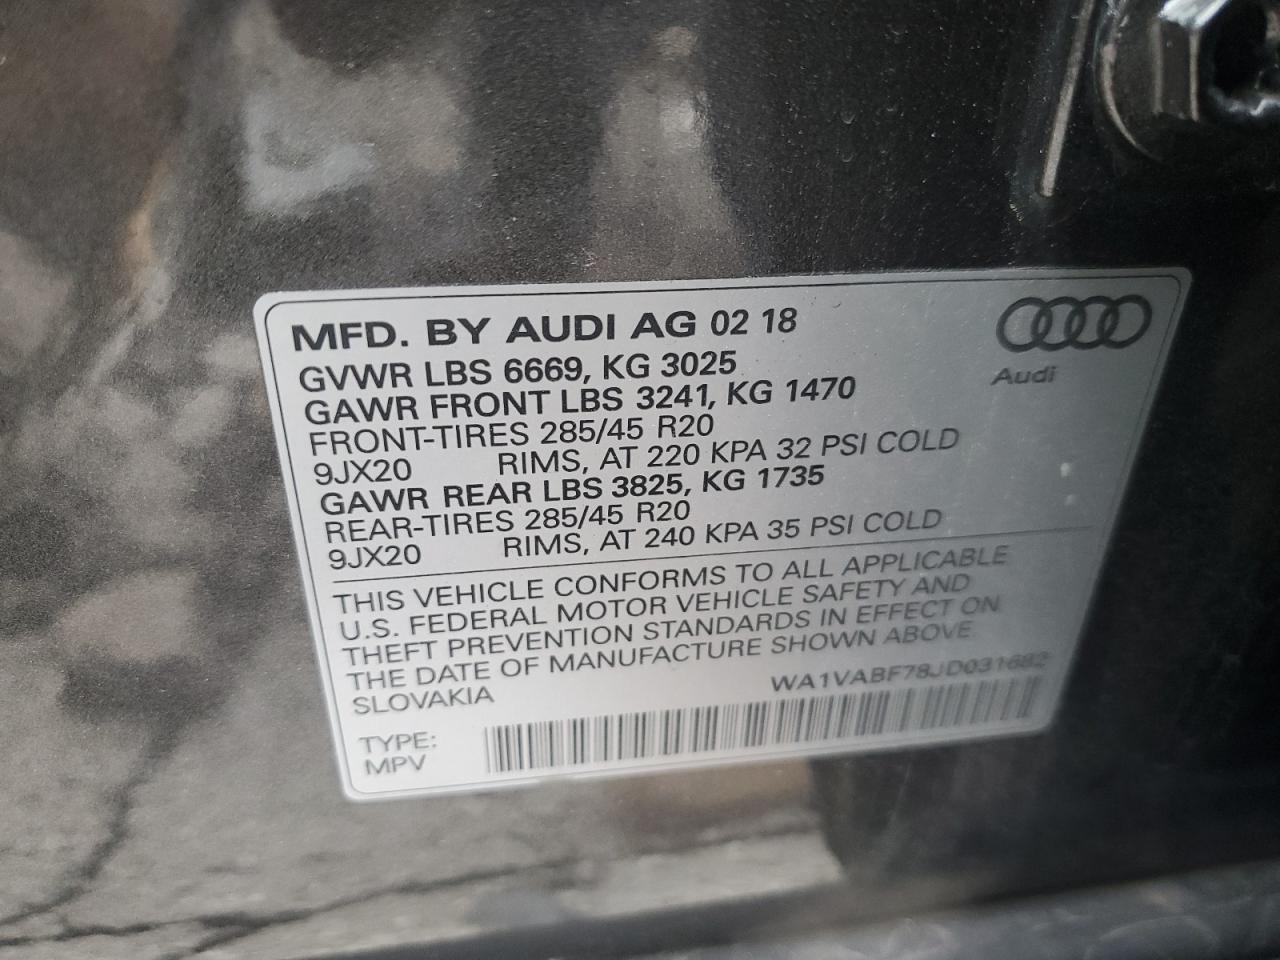 MFD. BY AUDI AG 02 18
Audi
GVWR LBS 6669, KG 3025
GAWR FRONT LBS 3241, KG 1470
FRONT-TIRES 285/45 R20
9JX20 RIMS, AT 220 KPA 32 PSI COLD
GAWR REAR LBS 3825, KG 1735
REAR-TIRES 285/45 R20
9JX20 RIMS, AT 240 KPA 35 PSI COLD
THIS VEHICLE CONFORMS TO ALL APPLICABLE
U.S. FEDERAL MOTOR VEHICLE SAFETY AND
THEFT PREVENTION STANDARDS IN EFFECT ON
THE DATE OF MANUFACTURE SHOWN ABOVE
SLOVAKIA
WA1VABF78JD031682
TYPE:
MPV